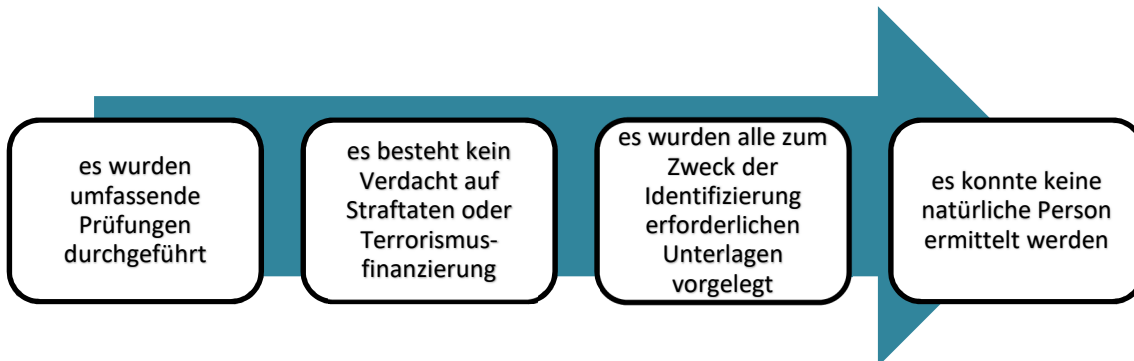 es wurden
umfassende
Prüfungen
durchgeführt
es besteht kein
Verdacht auf
Straftaten oder
Terrorismus-
finanzierung
es wurden alle zum
Zweck der
Identifizierung
erforderlichen
Unterlagen
vorgelegt
es konnte keine
natürliche Person
ermittelt werden